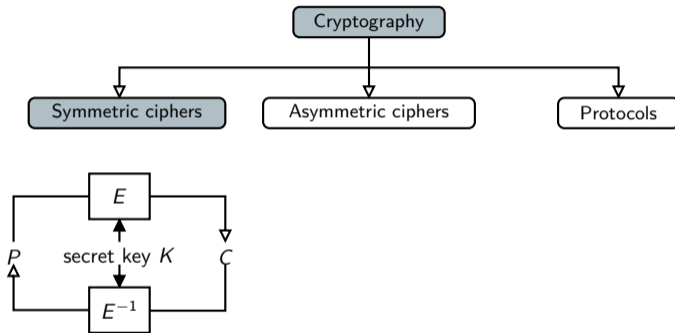 Cryptography
Symmetric ciphers
Asymmetric ciphers
Protocols
E
P
secret key K
C
E⁻¹